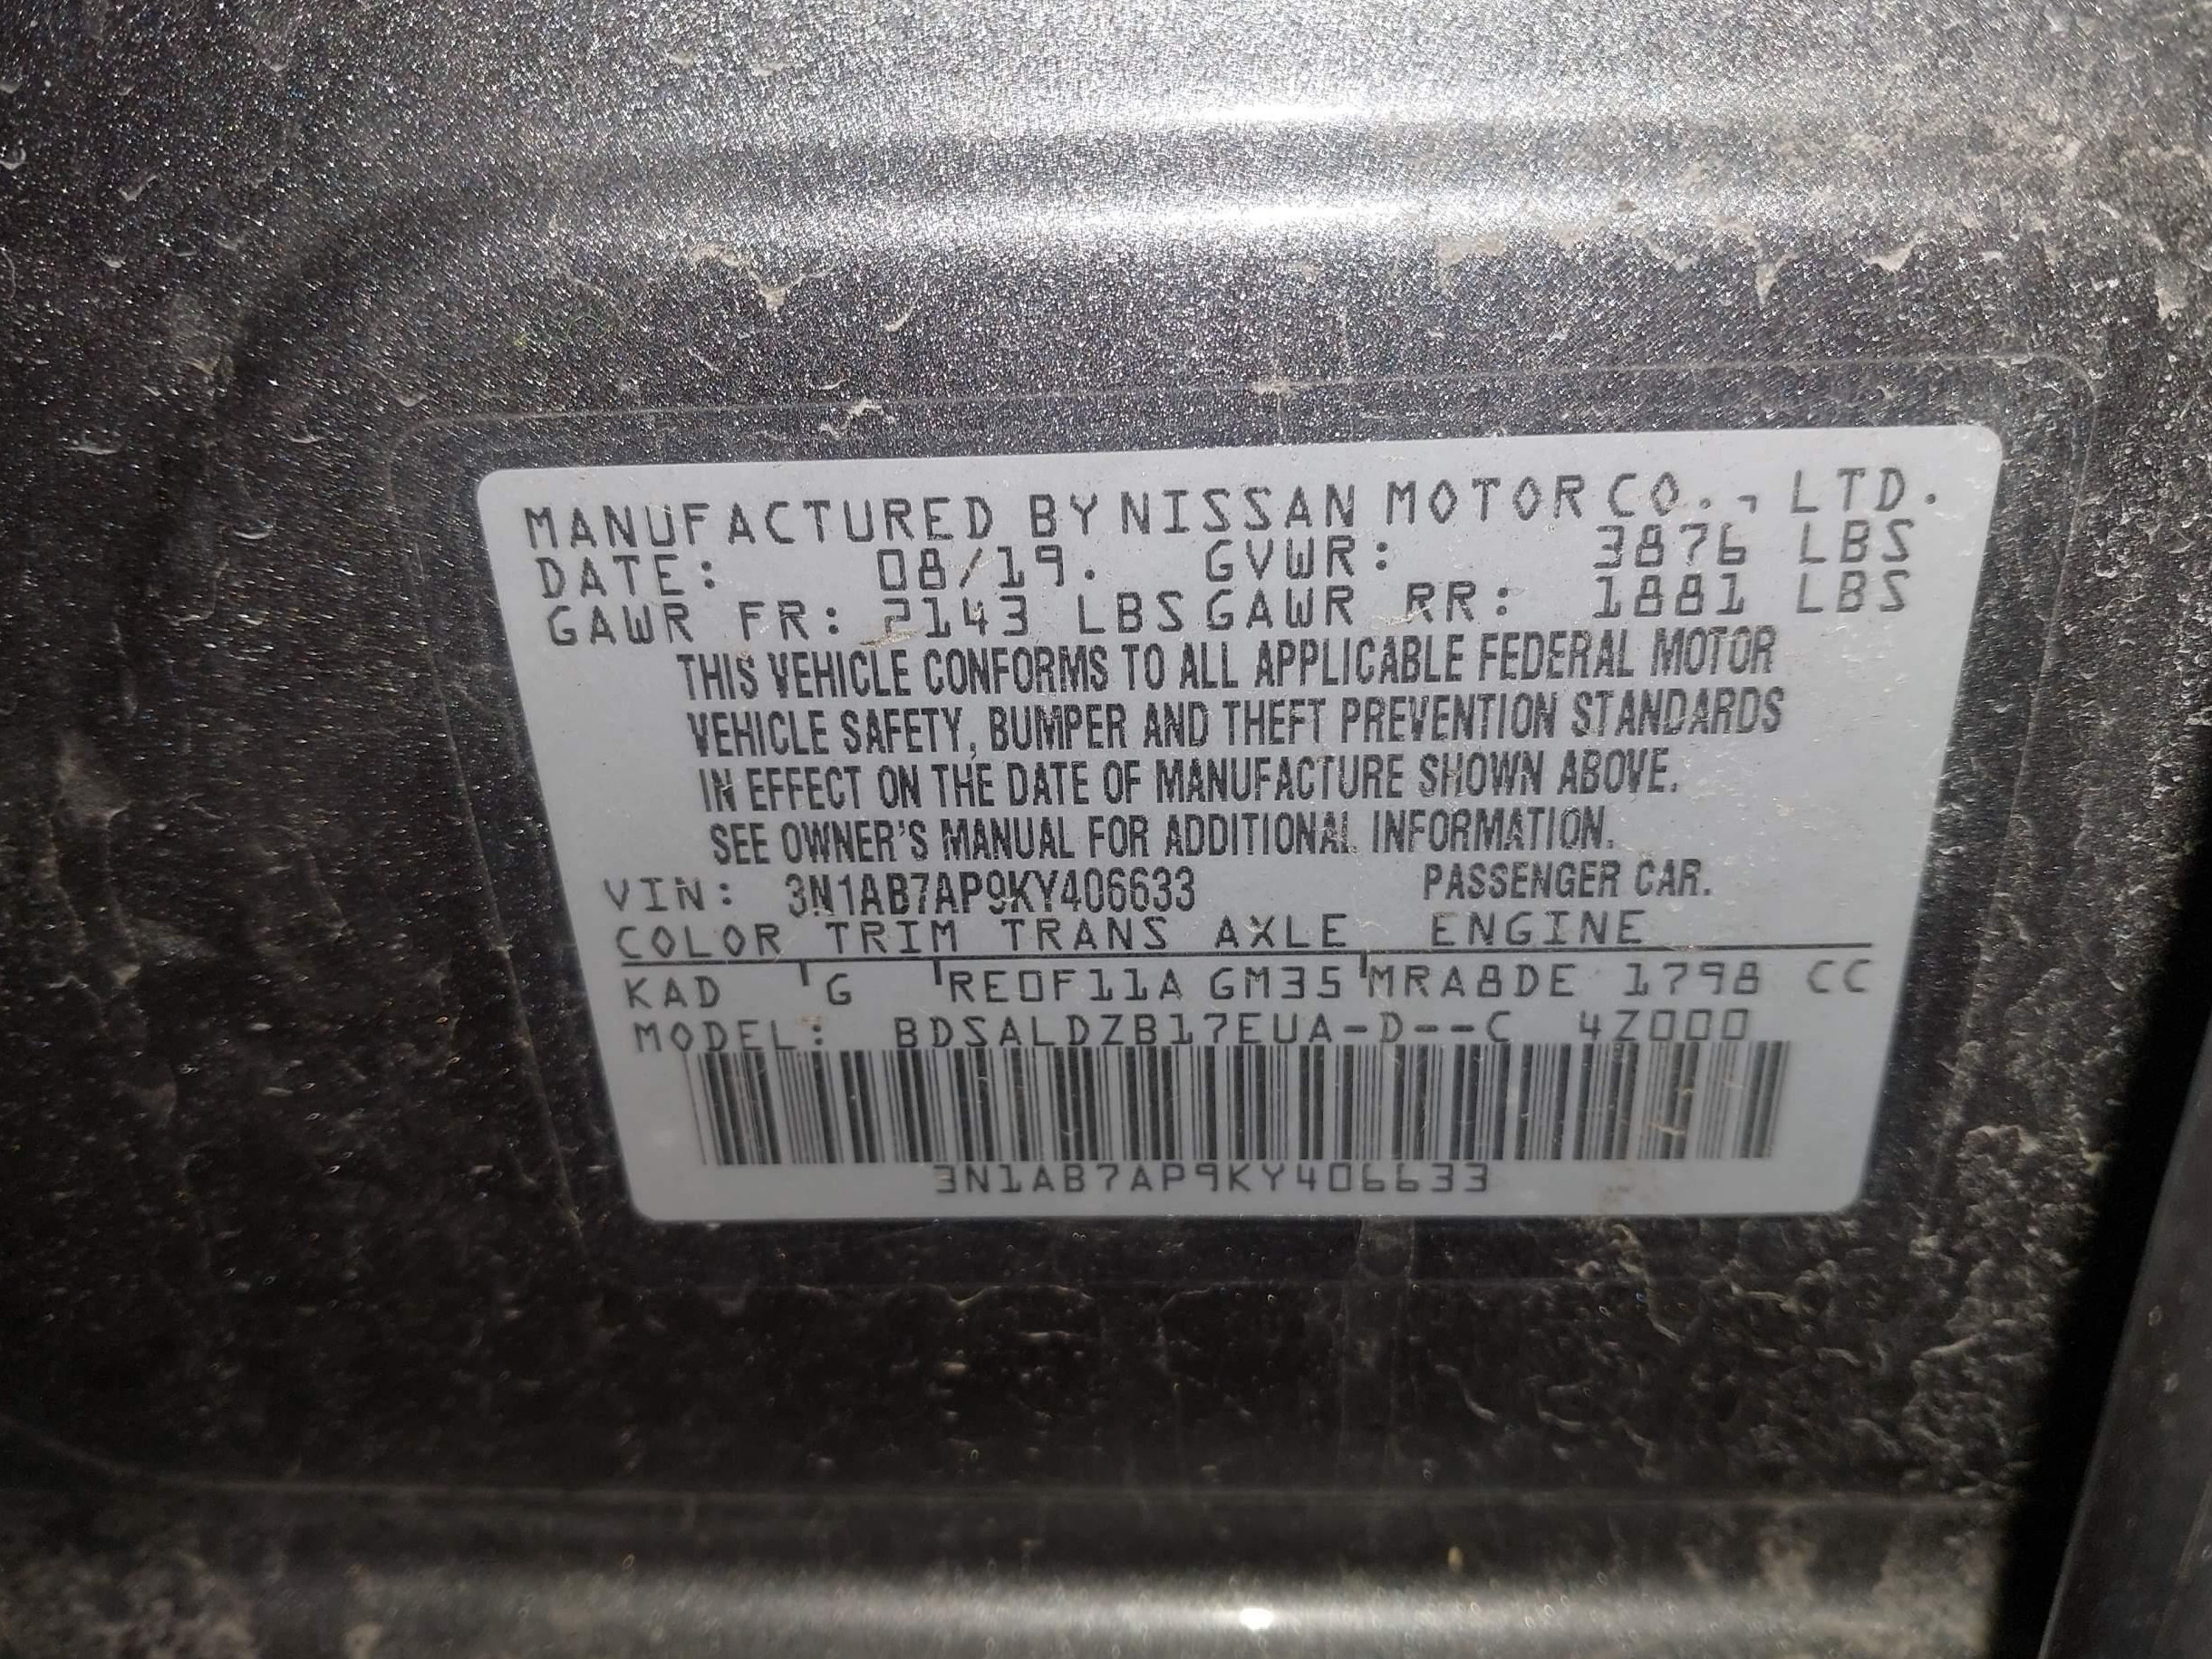 MANUFACTURED BY NISSAN MOTOR CO., LTD.
DATE: 08/19. GVWR: 3876 LBS
GAWR FR: 2143 LBS GAWR RR: 1881 LBS
THIS VEHICLE CONFORMS TO ALL APPLICABLE FEDERAL MOTOR
VEHICLE SAFETY, BUMPER AND THEFT PREVENTION STANDARDS
IN EFFECT ON THE DATE OF MANUFACTURE SHOWN ABOVE.
SEE OWNER'S MANUAL FOR ADDITIONAL INFORMATION.
VIN: 3N1AB7AP9KY406633 PASSENGER CAR.
COLOR TRIM TRANS AXLE ENGINE
KAD G RE0F11A GM35 MRA8DE 1798 CC
MODEL: BDSALDZB17EUA-D--C 4Z000
3N1AB7AP9KY406633